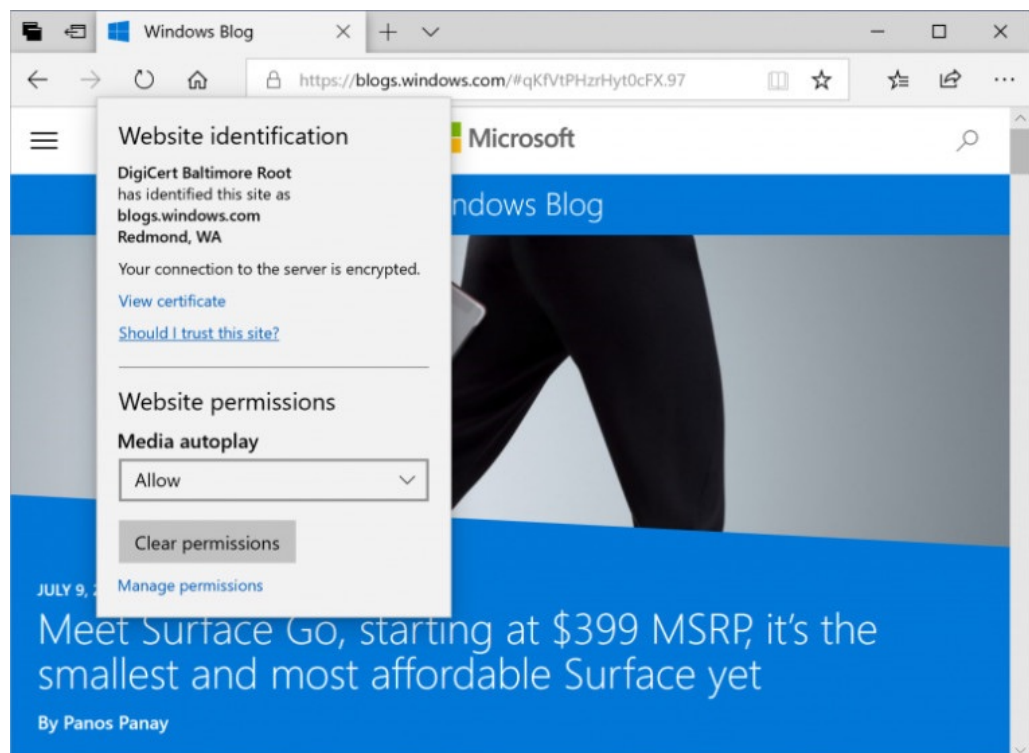 Windows Blog
https://blogs.windows.com/#qKfVtPHzrHyt0cFX.97
Website identification
DigiCert Baltimore Root
has identified this site as
blogs.windows.com
Redmond, WA
Your connection to the server is encrypted.
View certificate
Should I trust this site?
Website permissions
Media autoplay
Allow
Clear permissions
Manage permissions
Microsoft
ndows Blog
JULY 9,
Meet Surface Go, starting at $399 MSRP, it's the
smallest and most affordable Surface yet
By Panos Panay